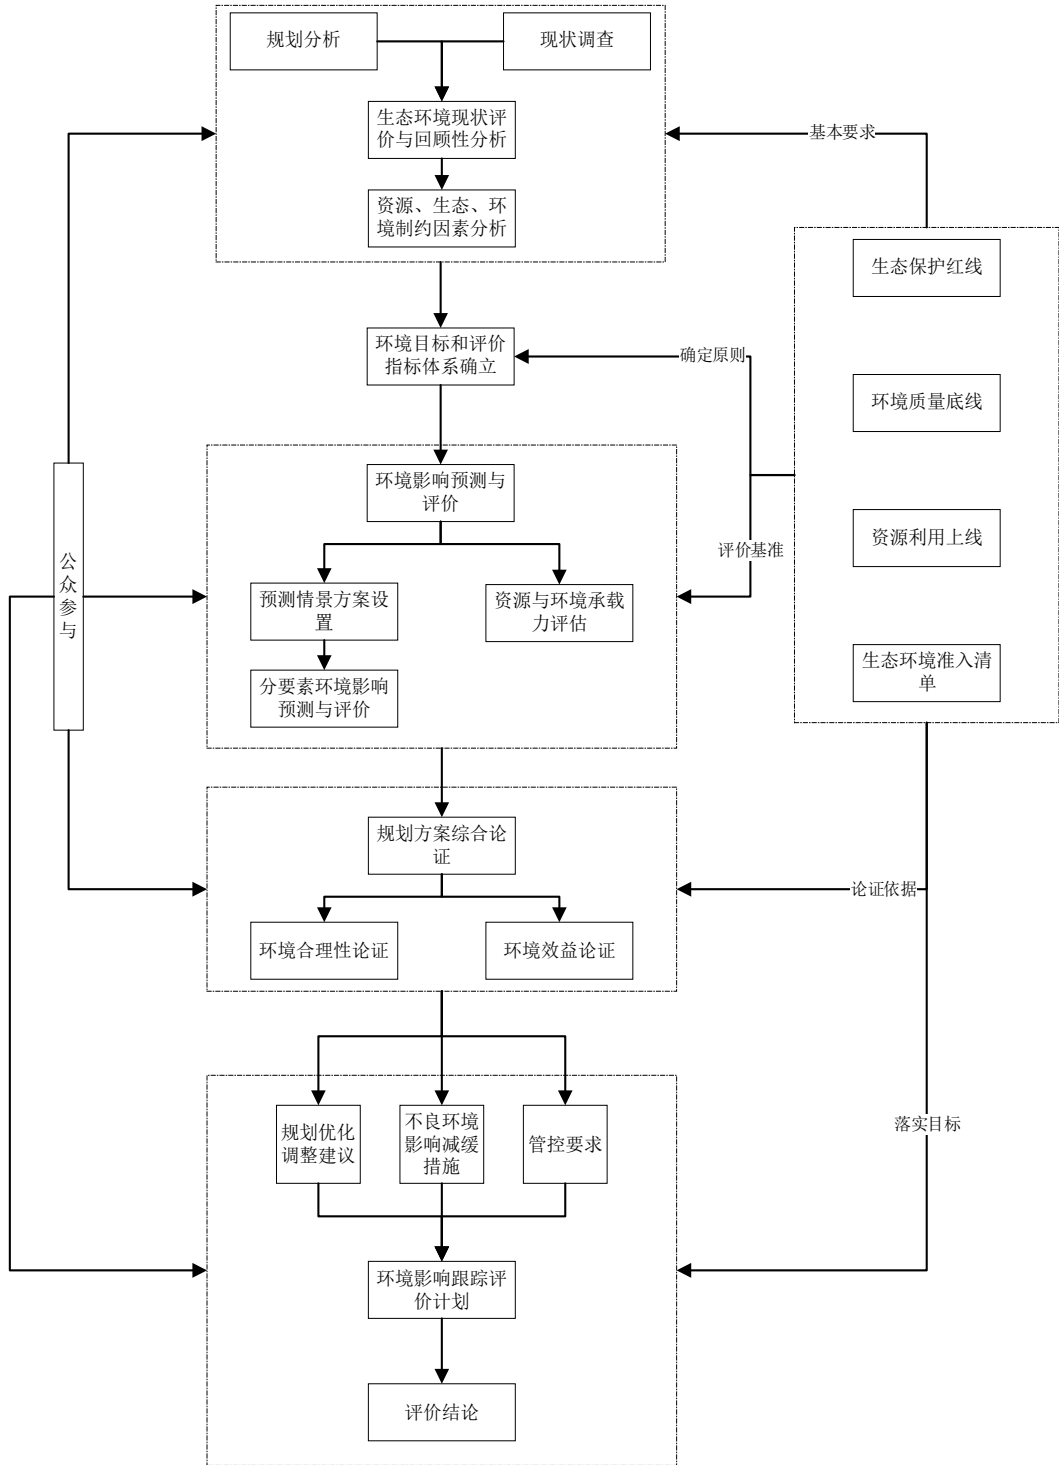 规划分析
现状调查
生态环境现状评
价与回顾性分析
基本要求
资源、生态、环
境制约因素分析
生态保护红线
环境目标和评价
指标体系确立
确定原则
环境质量底线
环境影响预测与
评价
资源利用上线
评价基准
公
众
参
与
预测情景方案设
置
资源与环境承载
力评估
分要素环境影响
预测与评价
生态环境准入清
单
规划方案综合论
证
论证依据
环境合理性论证
环境效益论证
规划优化
调整建议
不良环境
影响减缓
措施
管控要求
落实目标
环境影响跟踪评
价计划
评价结论